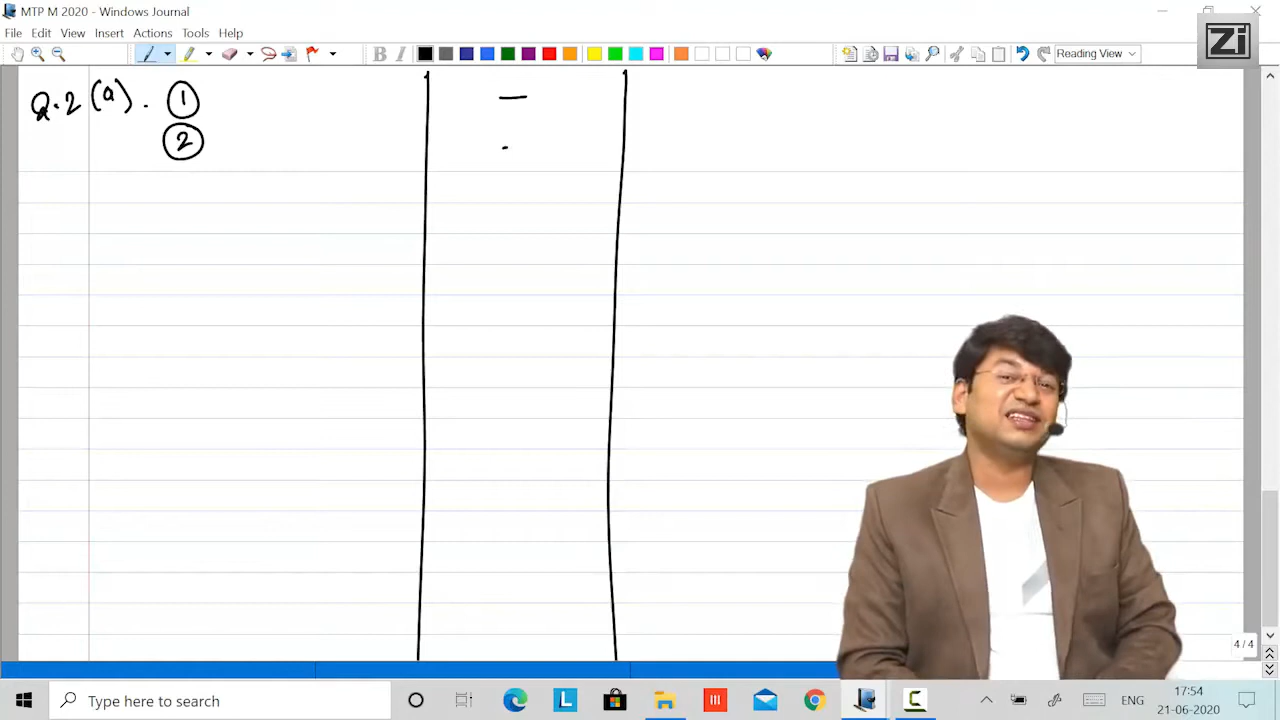 MTP M 2020 - Windows Journal
File Edit View Insert Actions Tools Help
B I Reading View
Zi
Q.2 (a). ①
②
4 / 4
Type here to search
L
ENG
17:54
21-06-2020